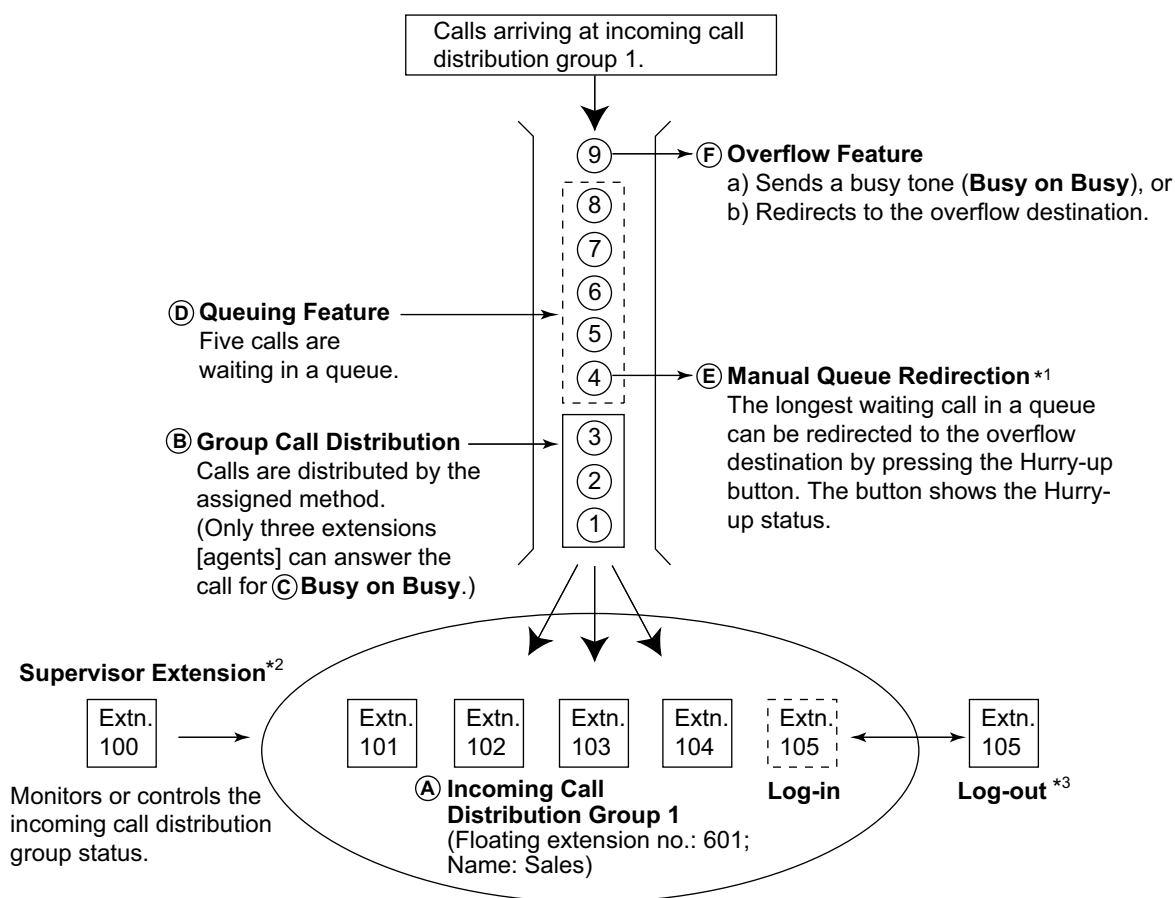 Calls arriving at incoming call
distribution group 1.
9
F Overflow Feature
a) Sends a busy tone (Busy on Busy), or
b) Redirects to the overflow destination.
8
7
6
5
4
D Queuing Feature
Five calls are
waiting in a queue.
E Manual Queue Redirection *1
The longest waiting call in a queue
can be redirected to the overflow
destination by pressing the Hurry-up
button. The button shows the Hurry-
up status.
B Group Call Distribution
Calls are distributed by the
assigned method.
(Only three extensions
[agents] can answer the
call for C Busy on Busy.)
3
2
1
Supervisor Extension*2
Extn.
100
Monitors or controls the
incoming call distribution
group status.
Extn.
101
Extn.
102
Extn.
103
Extn.
104
Extn.
105
Log-in
Extn.
105
Log-out *3
A Incoming Call
Distribution Group 1
(Floating extension no.: 601;
Name: Sales)